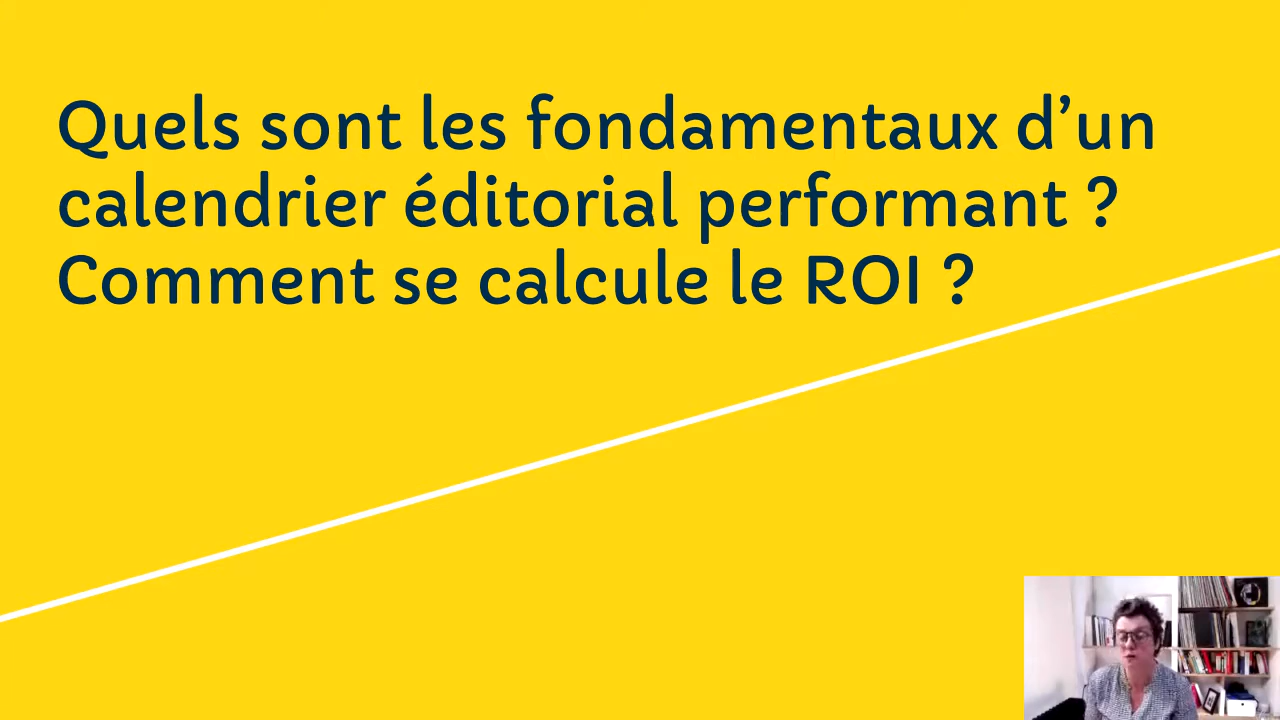 Quels sont les fondamentaux d’un
calendrier éditorial performant ?
Comment se calcule le ROI ?